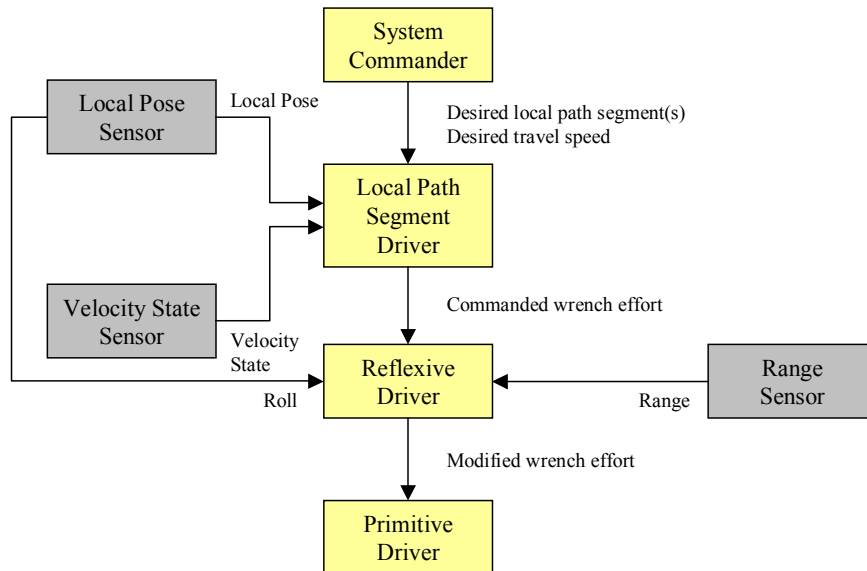 System
Commander
Local Pose
Sensor
Local Pose
Desired local path segment(s)
Desired travel speed
Local Path
Segment
Driver
Velocity State
Sensor
Velocity
State
Commanded wrench effort
Reflexive
Driver
Roll
Range
Range
Sensor
Modified wrench effort
Primitive
Driver